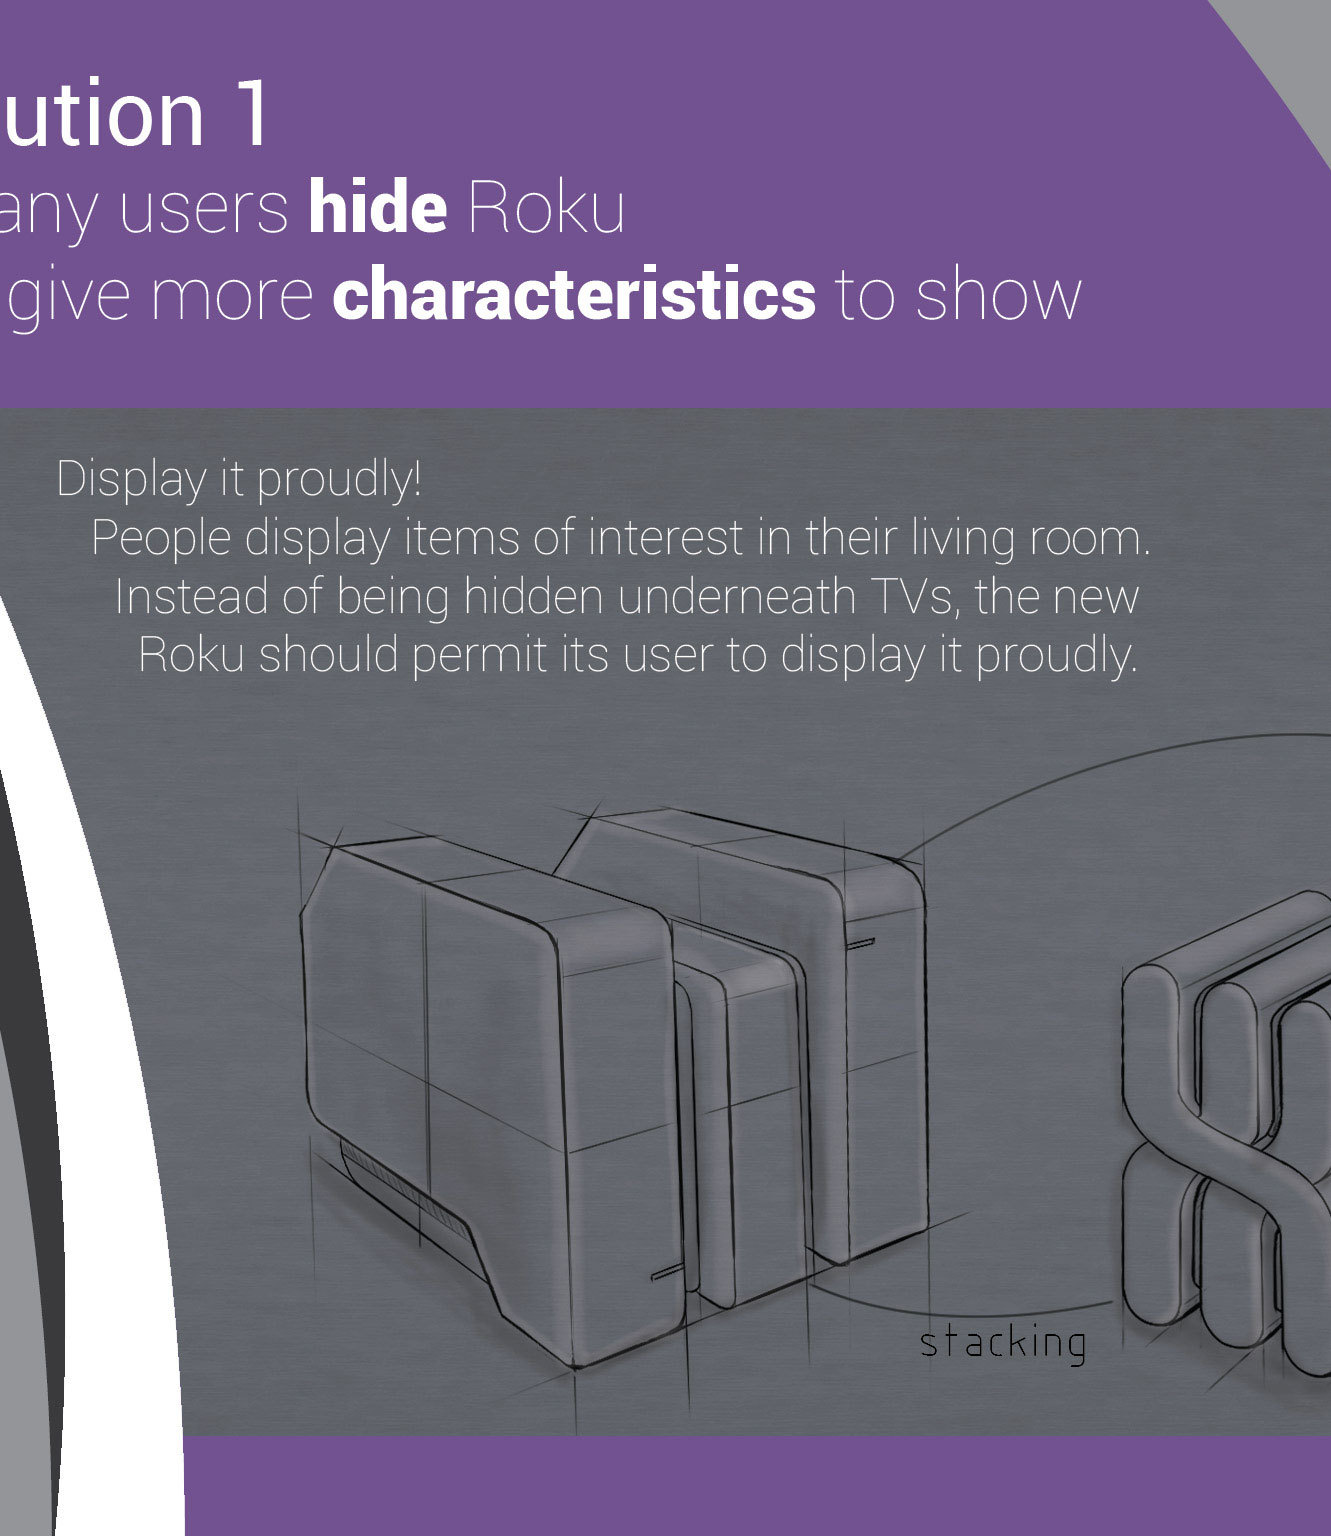 ution 1
any users hide Roku
give more characteristics to show
Display it proudly!
People display items of interest in their living room.
Instead of being hidden underneath TVs, the new
Roku should permit its user to display it proudly.
stacking